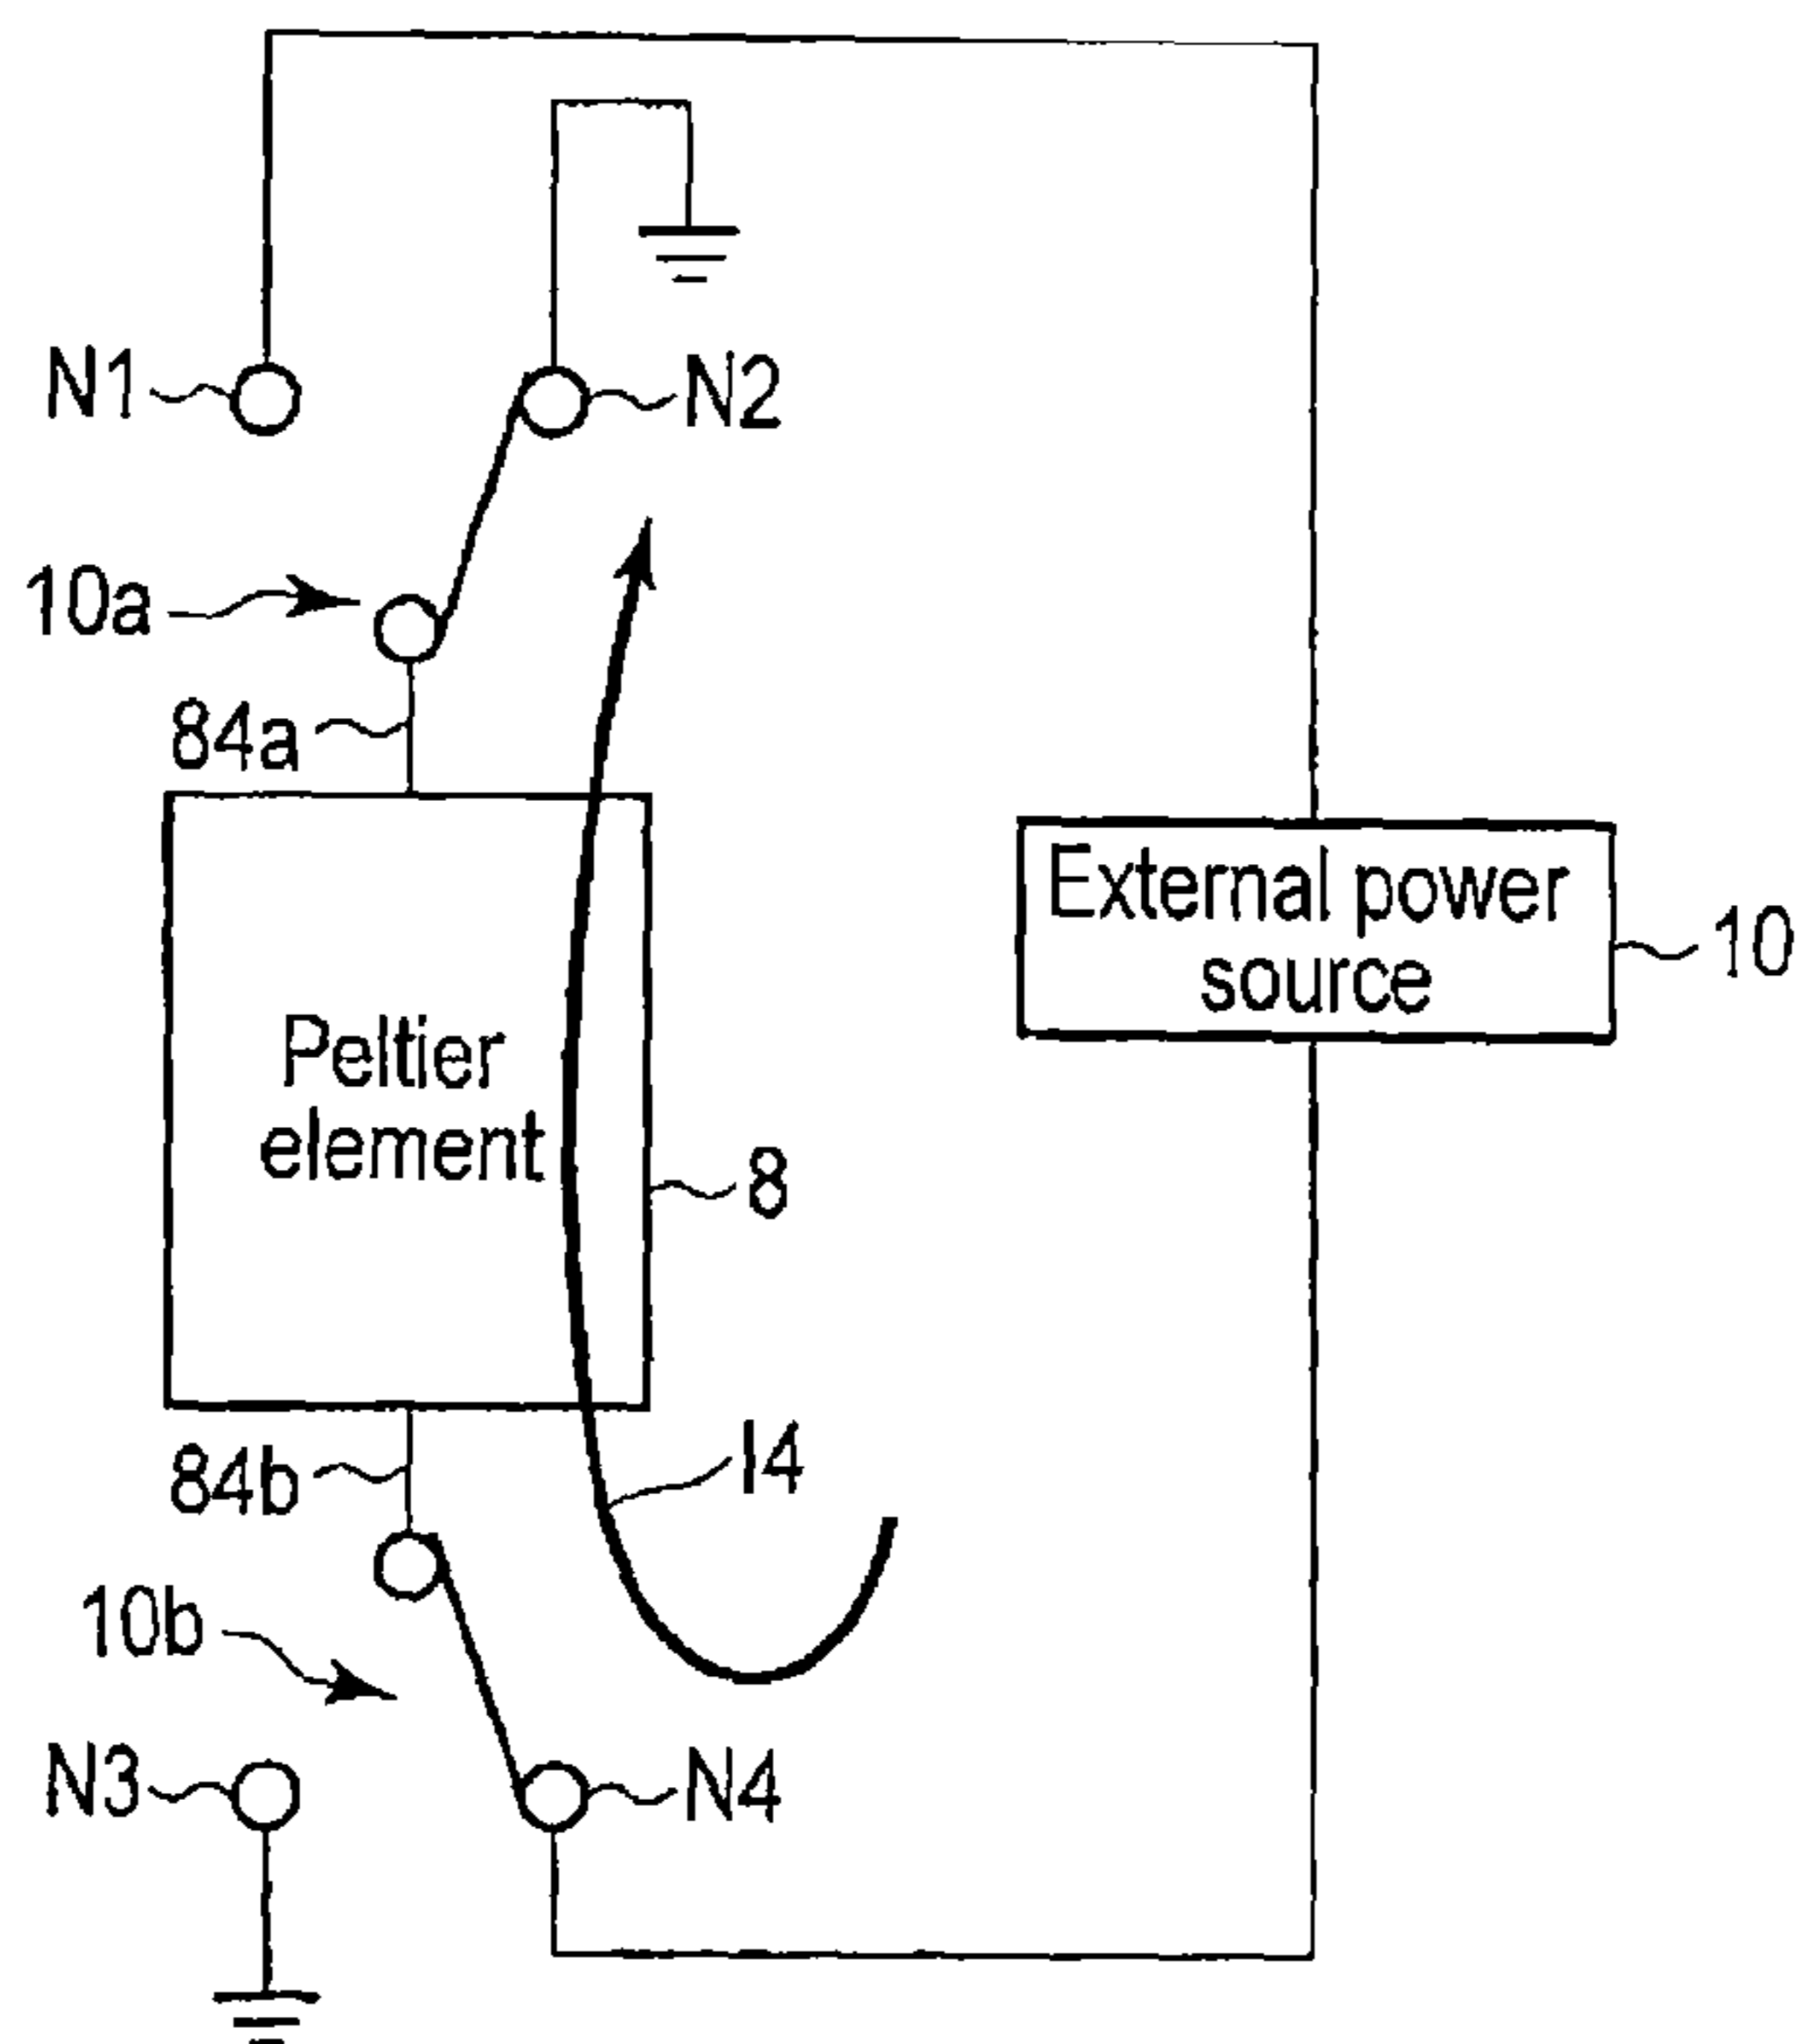 N1
N2
10a
84a
External power
source
10
Peltier
element
8
84b
I4
10b
N3
N4